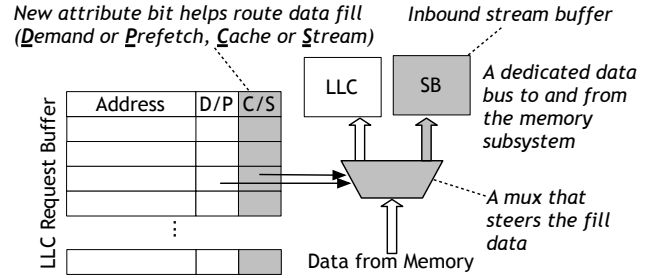 New attribute bit helps route data fill
(Demand or Prefetch, Cache or Stream)
Inbound stream buffer
LLC
SB
A dedicated data
bus to and from
the memory
subsystem
Address
D/P
C/S
LLC Request Buffer
A mux that
steers the fill
data
⋮
Data from Memory